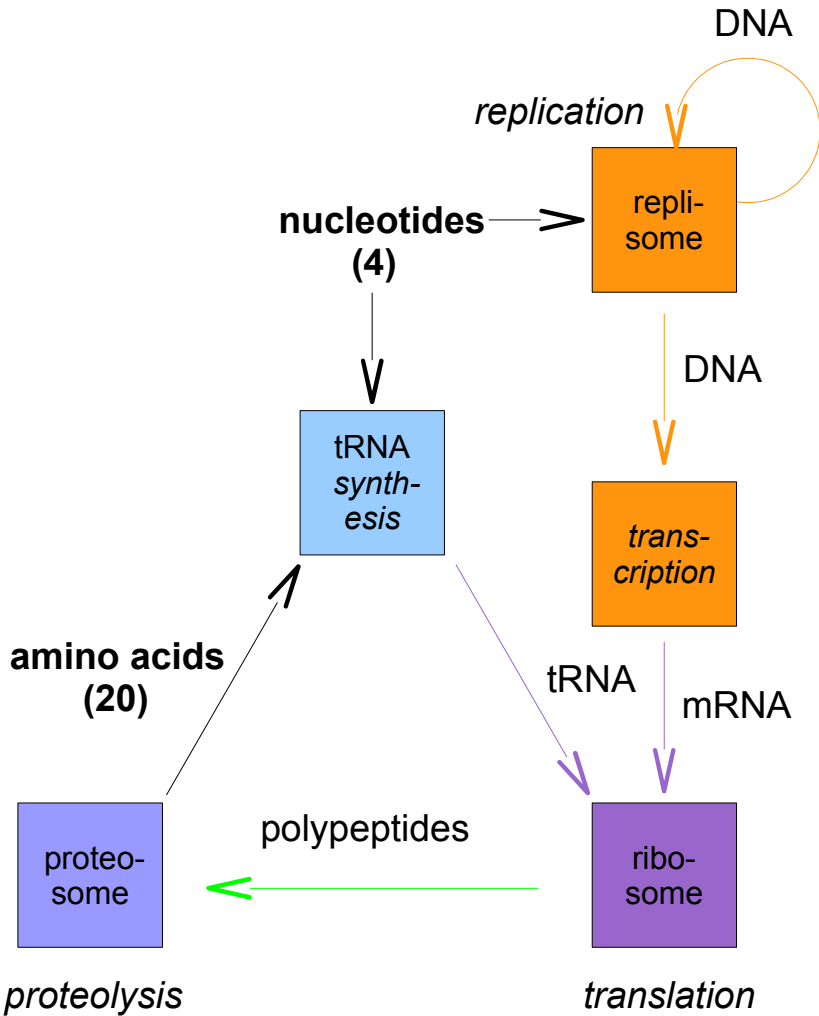 DNA
replication
repli-
some
nucleotides
(4)
DNA
tRNA
synth-
esis
trans-
cription
amino acids
(20)
tRNA
mRNA
polypeptides
proteo-
some
ribo-
some
proteolysis
translation